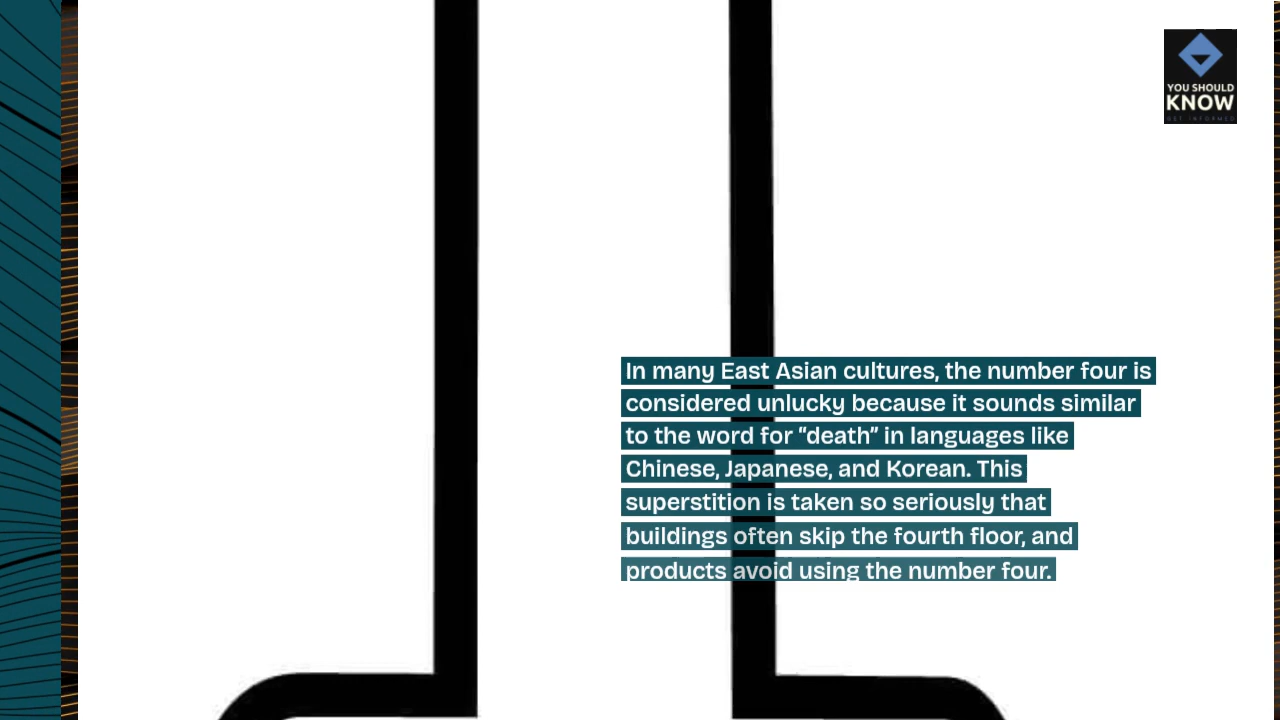 YOU SHOULD
KNOW
GET INFORMED
In many East Asian cultures, the number four is
considered unlucky because it sounds similar
to the word for “death” in languages like
Chinese, Japanese, and Korean. This
superstition is taken so seriously that
buildings often skip the fourth floor, and
products avoid using the number four.